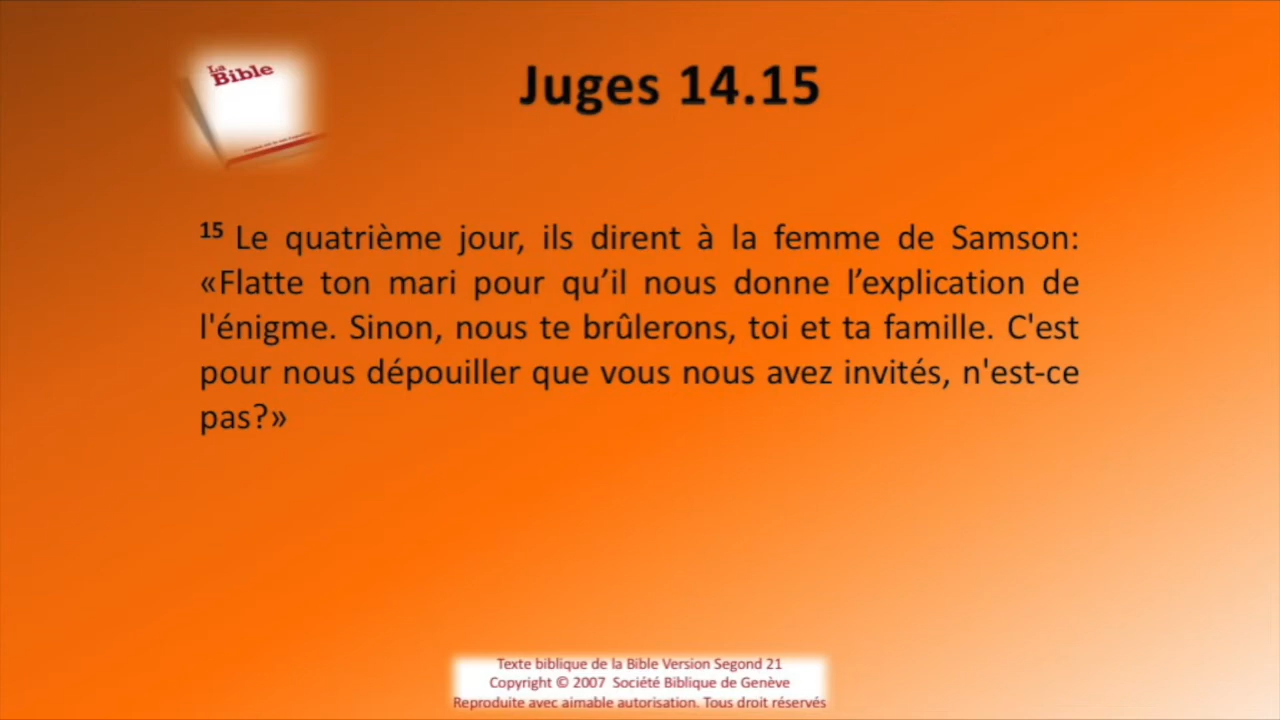 La
Bible
Juges 14.15
15 Le quatrième jour, ils dirent à la femme de Samson:
«Flatte ton mari pour qu’il nous donne l’explication de
l'énigme. Sinon, nous te brûlerons, toi et ta famille. C'est
pour nous dépouiller que vous nous avez invités, n'est-ce
pas?»
Texte biblique de la Bible Version Segond 21
Copyright © 2007 Société Biblique de Genève
Reproduite avec aimable autorisation. Tous droit réservés